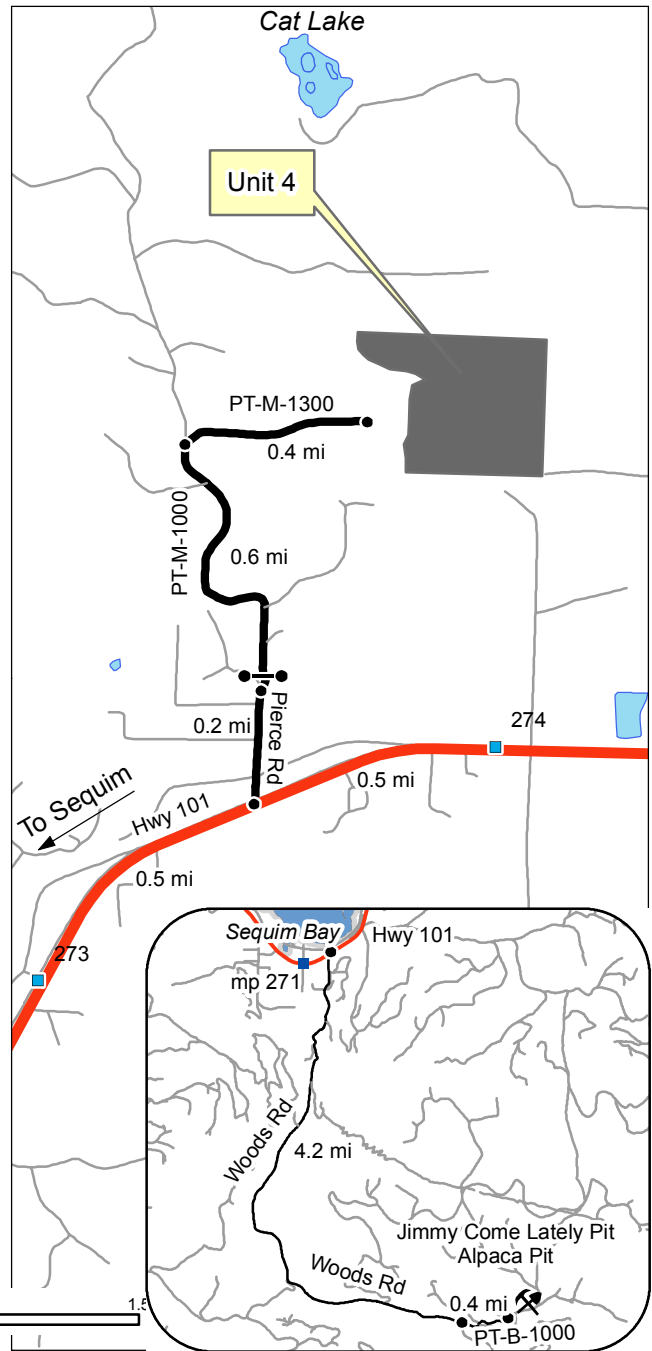 Cat Lake
Unit 4
PT-M-1300
0.4 mi
PT-M-1000
0.6 mi
Pierce Rd
0.2 mi
274
To Sequim
Hwy 101
0.5 mi
0.5 mi
273
Sequim Bay
Hwy 101
mp 271
Woods Rd
4.2 mi
Jimmy Come Lately Pit
Alpaca Pit
Woods Rd
0.4 mi
PT-B-1000